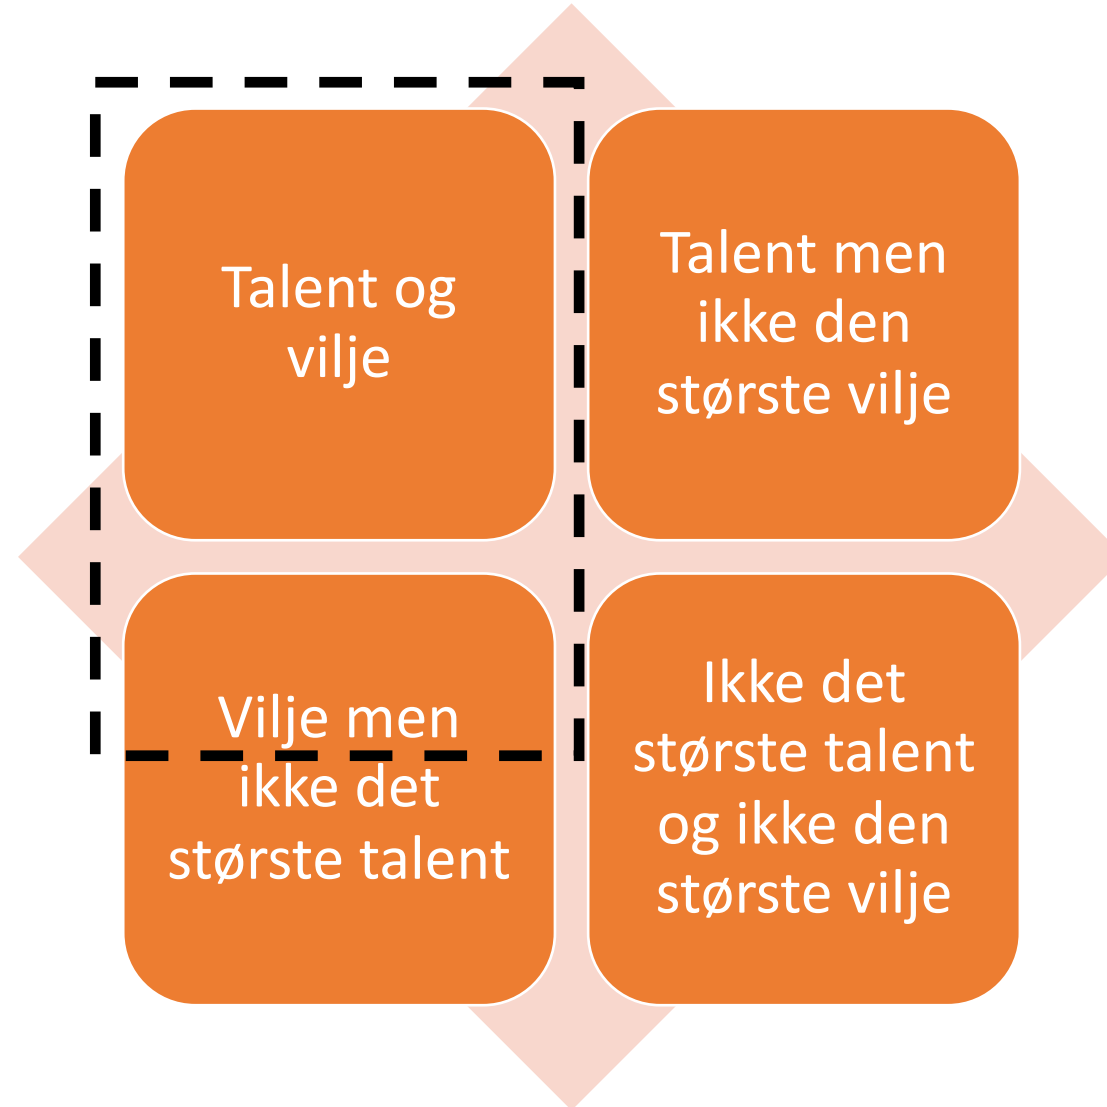 Talent og
vilje
Talent men
ikke den
største vilje
Vilje men
ikke det
største talent
Ikke det
største talent
og ikke den
største vilje